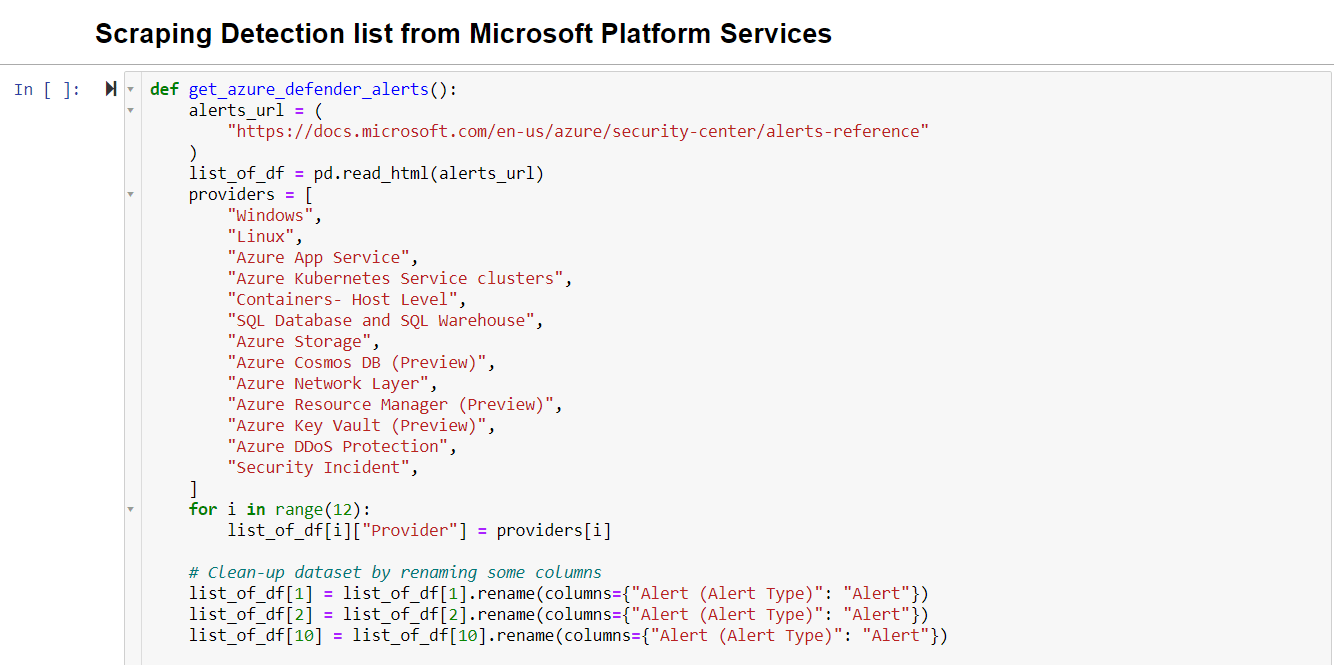 Scraping Detection list from Microsoft Platform Services
In [ ]:
def get_azure_defender_alerts():
    alerts_url = (
        "https://docs.microsoft.com/en-us/azure/security-center/alerts-reference"
    )
    list_of_df = pd.read_html(alerts_url)
    providers = [
        "Windows",
        "Linux",
        "Azure App Service",
        "Azure Kubernetes Service clusters",
        "Containers- Host Level",
        "SQL Database and SQL Warehouse",
        "Azure Storage",
        "Azure Cosmos DB (Preview)",
        "Azure Network Layer",
        "Azure Resource Manager (Preview)",
        "Azure Key Vault (Preview)",
        "Azure DDoS Protection",
        "Security Incident",
    ]
    for i in range(12):
        list_of_df[i]["Provider"] = providers[i]
    # Clean-up dataset by renaming some columns
    list_of_df[1] = list_of_df[1].rename(columns={"Alert (Alert Type)": "Alert"})
    list_of_df[2] = list_of_df[2].rename(columns={"Alert (Alert Type)": "Alert"})
    list_of_df[10] = list_of_df[10].rename(columns={"Alert (Alert Type)": "Alert"})